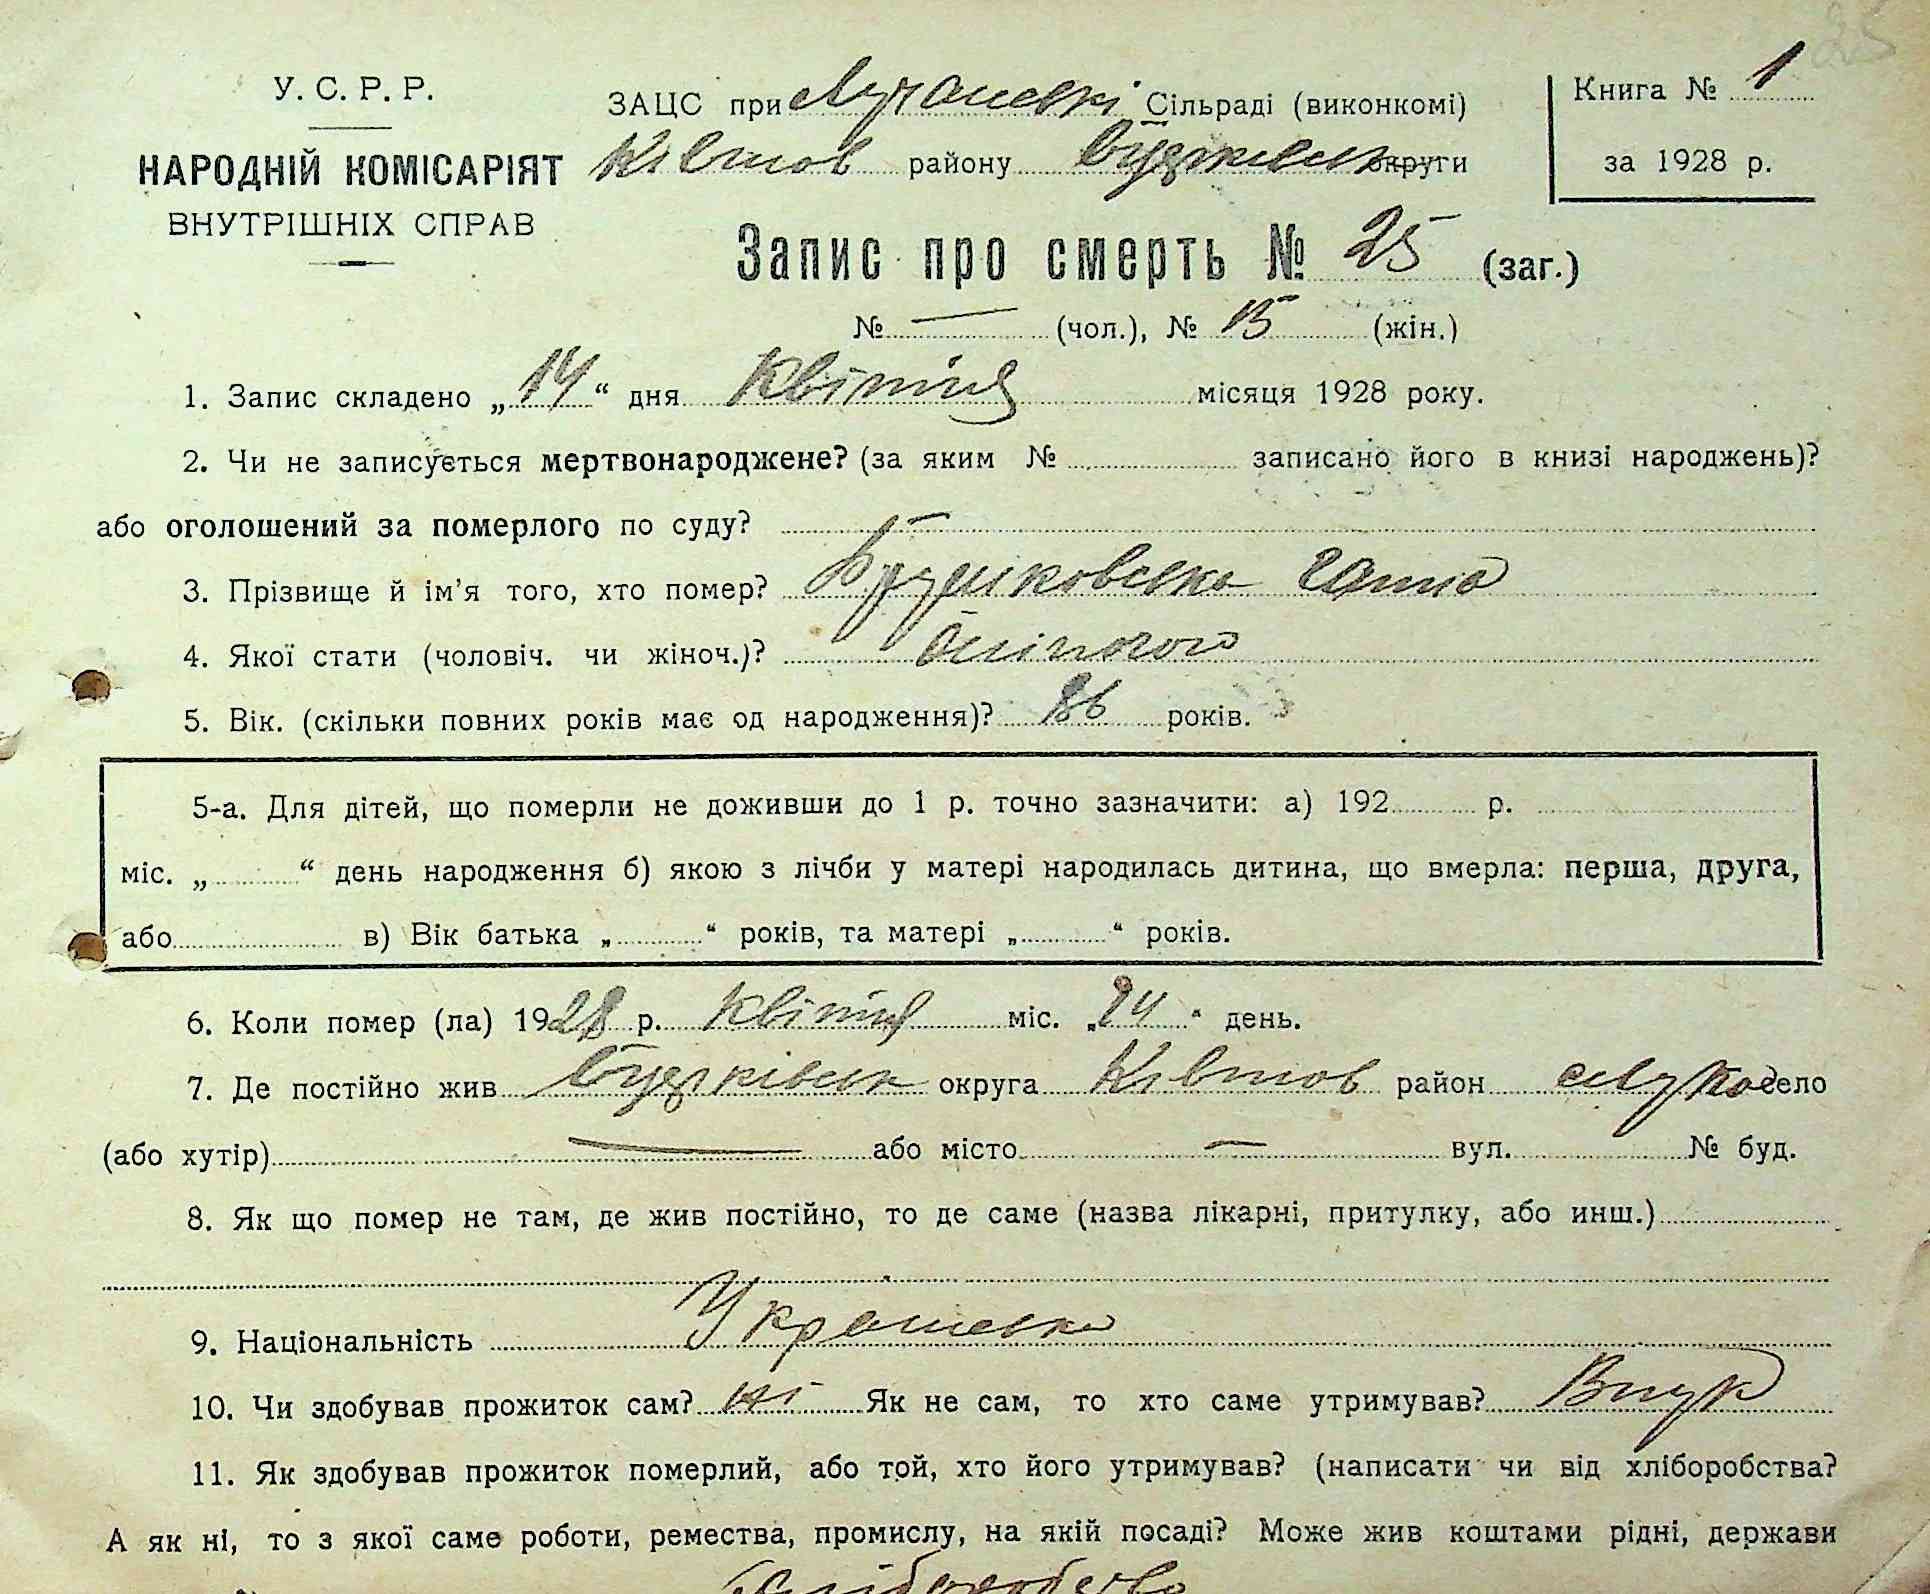 25
У. С. Р. Р.
НАРОДНІЙ КОМІСАРІЯТ
ВНУТРІШНІХ СПРАВ
ЗАЦС при Сільраді (виконкомі)
району округи
Книга № 1
за 1928 р.
Запис про смерть № 25 (заг.)
№ — (чол.), № 15 (жін.)
1. Запис складено „14“ дня Квітня місяця 1928 року.
2. Чи не записується мертвонароджене? (за яким № записано його в книзі народжень)?
або оголошений за померлого по суду?
3. Прізвище й ім’я того, хто помер? Ганна
4. Якої стати (чоловіч. чи жіноч.)? Жіночого
5. Вік. (скільки повних років має од народження)? 86 років.
5-а. Для дітей, що померли не доживши до 1 р. точно зазначити: а) 192 р.
міс. „ “ день народження б) якою з лічби у матері народилась дитина, що вмерла: перша, друга,
або в) Вік батька „ “ років, та матері „ “ років.
6. Коли помер (ла) 1928 р. Квітня міс. „ “ день.
7. Де постійно жив округа район село
(або хутір) — або місто — вул. № буд.
8. Як що помер не там, де жив постійно, то де саме (назва лікарні, притулку, або инш.)
9. Національність Українська
10. Чи здобував прожиток сам? ні Як не сам, то хто саме утримував? Внук
11. Як здобував прожиток померлий, або той, хто його утримував? (написати чи від хліборобства?
А як ні, то з якої саме роботи, ремества, промислу, на якій посаді? Може жив коштами рідні, держави